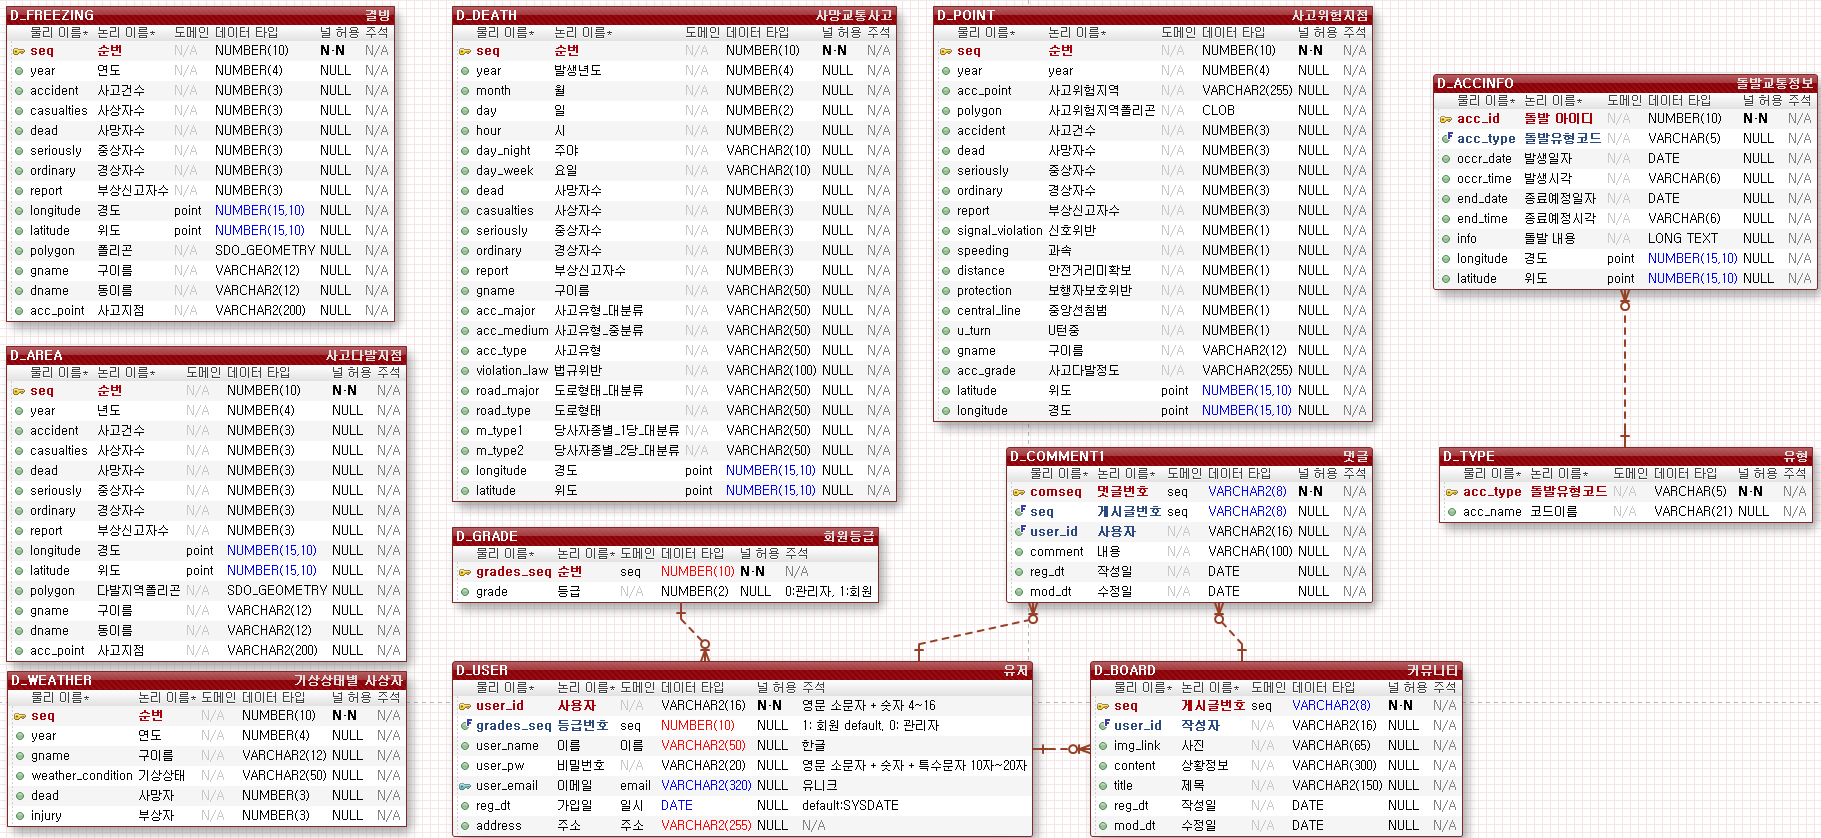 D_FREEZING 결빙
물리 이름* 논리 이름* 도메인 데이터 타입 널 허용 주석
seq 순번 N/A NUMBER(10) N-N N/A
year 연도 N/A NUMBER(4) NULL N/A
accident 사고건수 N/A NUMBER(3) NULL N/A
casualties 사상자수 N/A NUMBER(3) NULL N/A
dead 사망자수 N/A NUMBER(3) NULL N/A
seriously 중상자수 N/A NUMBER(3) NULL N/A
ordinary 경상자수 N/A NUMBER(3) NULL N/A
report 부상신고자수 N/A NUMBER(3) NULL N/A
longitude 경도 point NUMBER(15,10) NULL N/A
latitude 위도 point NUMBER(15,10) NULL N/A
polygon 폴리곤 N/A SDO_GEOMETRY NULL N/A
gname 구이름 N/A VARCHAR2(12) NULL N/A
dname 동이름 N/A VARCHAR2(12) NULL N/A
acc_point 사고지점 N/A VARCHAR2(200) NULL N/A
D_AREA 사고다발지점
물리 이름* 논리 이름* 도메인 데이터 타입 널 허용 주석
seq 순번 N/A NUMBER(10) N-N N/A
year 년도 N/A NUMBER(4) NULL N/A
accident 사고건수 N/A NUMBER(3) NULL N/A
casualties 사상자수 N/A NUMBER(3) NULL N/A
dead 사망자수 N/A NUMBER(3) NULL N/A
seriously 중상자수 N/A NUMBER(3) NULL N/A
ordinary 경상자수 N/A NUMBER(3) NULL N/A
report 부상신고자수 N/A NUMBER(3) NULL N/A
longitude 경도 point NUMBER(15,10) NULL N/A
latitude 위도 point NUMBER(15,10) NULL N/A
polygon 다발지역폴리곤 N/A SDO_GEOMETRY NULL N/A
gname 구이름 N/A VARCHAR2(12) NULL N/A
dname 동이름 N/A VARCHAR2(12) NULL N/A
acc_point 사고지점 N/A VARCHAR2(200) NULL N/A
D_WEATHER 기상상태별 사상자
물리 이름* 논리 이름* 도메인 데이터 타입 널 허용 주석
seq 순번 N/A NUMBER(10) N-N N/A
year 연도 N/A NUMBER(4) NULL N/A
gname 구이름 N/A VARCHAR2(12) NULL N/A
weather_condition 기상상태 N/A VARCHAR2(50) NULL N/A
dead 사망자 N/A NUMBER(3) NULL N/A
injury 부상자 N/A NUMBER(3) NULL N/A
D_DEATH 사망교통사고
물리 이름* 논리 이름* 도메인 데이터 타입 널 허용 주석
seq 순번 N/A NUMBER(10) N-N N/A
year 발생년도 N/A NUMBER(4) NULL N/A
month 월 N/A NUMBER(2) NULL N/A
day 일 N/A NUMBER(2) NULL N/A
hour 시 N/A NUMBER(2) NULL N/A
day_night 주야 N/A VARCHAR2(10) NULL N/A
day_week 요일 N/A VARCHAR2(10) NULL N/A
dead 사망자수 N/A NUMBER(3) NULL N/A
casualties 사상자수 N/A NUMBER(3) NULL N/A
seriously 중상자수 N/A NUMBER(3) NULL N/A
ordinary 경상자수 N/A NUMBER(3) NULL N/A
report 부상신고자수 N/A NUMBER(3) NULL N/A
gname 구이름 N/A VARCHAR2(50) NULL N/A
acc_major 사고유형_대분류 N/A VARCHAR2(50) NULL N/A
acc_medium 사고유형_중분류 N/A VARCHAR2(50) NULL N/A
acc_type 사고유형 N/A VARCHAR2(50) NULL N/A
violation_law 법규위반 N/A VARCHAR2(100) NULL N/A
road_major 도로형태_대분류 N/A VARCHAR2(50) NULL N/A
road_type 도로형태 N/A VARCHAR2(50) NULL N/A
m_type1 당사자종별_1당_대분류 N/A VARCHAR2(50) NULL N/A
m_type2 당사자종별_2당_대분류 N/A VARCHAR2(50) NULL N/A
longitude 경도 point NUMBER(15,10) NULL N/A
latitude 위도 point NUMBER(15,10) NULL N/A
D_GRADE 회원등급
물리 이름* 논리 이름* 도메인 데이터 타입 널 허용 주석
grades_seq 순번 seq NUMBER(10) N-N N/A
grade 등급 N/A NUMBER(2) NULL 0:관리자, 1:회원
D_USER 유저
물리 이름* 논리 이름* 도메인 데이터 타입 널 허용 주석
user_id 사용자 N/A VARCHAR2(16) N-N 영문 소문자 + 숫자 4~16
grades_seq 등급번호 seq NUMBER(10) NULL 1: 회원 default, 0: 관리자
user_name 이름 이름 VARCHAR2(50) NULL 한글
user_pw 비밀번호 N/A VARCHAR2(20) NULL 영문 소문자 + 숫자 + 특수문자 10자~20자
user_email 이메일 email VARCHAR2(320) NULL 유니크
reg_dt 가입일 일시 DATE NULL default:SYSDATE
address 주소 주소 VARCHAR2(255) NULL N/A
D_POINT 사고위험지점
물리 이름* 논리 이름* 도메인 데이터 타입 널 허용 주석
seq 순번 N/A NUMBER(10) N-N N/A
year year N/A NUMBER(4) NULL N/A
acc_point 사고위험지역 N/A VARCHAR2(255) NULL N/A
polygon 사고위험지역폴리곤 N/A CLOB NULL N/A
accident 사고건수 N/A NUMBER(3) NULL N/A
dead 사망자수 N/A NUMBER(3) NULL N/A
seriously 중상자수 N/A NUMBER(3) NULL N/A
ordinary 경상자수 N/A NUMBER(3) NULL N/A
report 부상신고자수 N/A NUMBER(3) NULL N/A
signal_violation 신호위반 N/A NUMBER(1) NULL N/A
speeding 과속 N/A NUMBER(1) NULL N/A
distance 안전거리미확보 N/A NUMBER(1) NULL N/A
protection 보행자보호위반 N/A NUMBER(1) NULL N/A
central_line 중앙선침범 N/A NUMBER(1) NULL N/A
u_turn U턴중 N/A NUMBER(1) NULL N/A
gname 구이름 N/A VARCHAR2(12) NULL N/A
acc_grade 사고다발정도 N/A VARCHAR2(255) NULL N/A
latitude 위도 point NUMBER(15,10) NULL N/A
longitude 경도 point NUMBER(15,10) NULL N/A
D_COMMENT1 댓글
물리 이름* 논리 이름* 도메인 데이터 타입 널 허용 주석
comseq 댓글번호 seq VARCHAR2(8) N-N N/A
seq 게시글번호 seq VARCHAR2(8) NULL N/A
user_id 사용자 N/A VARCHAR2(16) NULL N/A
comment 내용 N/A VARCHAR(100) NULL N/A
reg_dt 작성일 N/A DATE NULL N/A
mod_dt 수정일 N/A DATE NULL N/A
D_BOARD 커뮤니티
물리 이름* 논리 이름* 도메인 데이터 타입 널 허용 주석
seq 게시글번호 seq VARCHAR2(8) N-N N/A
user_id 작성자 N/A VARCHAR2(16) NULL N/A
img_link 사진 N/A VARCHAR(65) NULL N/A
content 상황정보 N/A VARCHAR(300) NULL N/A
title 제목 N/A VARCHAR2(150) NULL N/A
reg_dt 작성일 N/A DATE NULL N/A
mod_dt 수정일 N/A DATE NULL N/A
D_ACCINFO 돌발교통정보
물리 이름* 논리 이름* 도메인 데이터 타입 널 허용 주석
acc_id 돌발 아이디 N/A NUMBER(10) N-N N/A
acc_type 돌발유형코드 N/A VARCHAR(5) NULL N/A
occr_date 발생일자 N/A DATE NULL N/A
occr_time 발생시각 N/A VARCHAR(6) NULL N/A
end_date 종료예정일자 N/A DATE NULL N/A
end_time 종료예정시각 N/A VARCHAR(6) NULL N/A
info 돌발 내용 N/A LONG TEXT NULL N/A
longitude 경도 point NUMBER(15,10) NULL N/A
latitude 위도 point NUMBER(15,10) NULL N/A
D_TYPE 유형
물리 이름* 논리 이름* 도메인 데이터 타입 널 허용 주석
acc_type 돌발유형코드 N/A VARCHAR(5) N-N N/A
acc_name 코드이름 N/A VARCHAR(21) NULL N/A